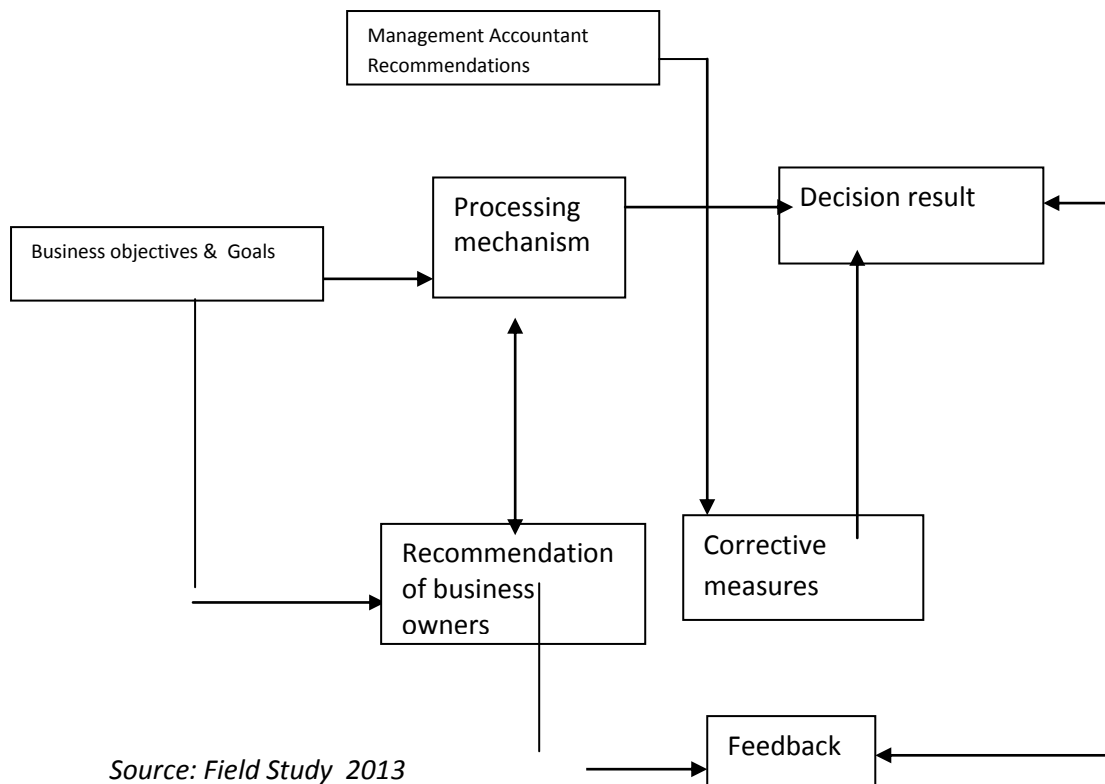 Management Accountant
Recommendations
Processing
mechanism
Decision result
Business objectives & Goals
Recommendation
of business
owners
Corrective
measures
Feedback
Source: Field Study 2013